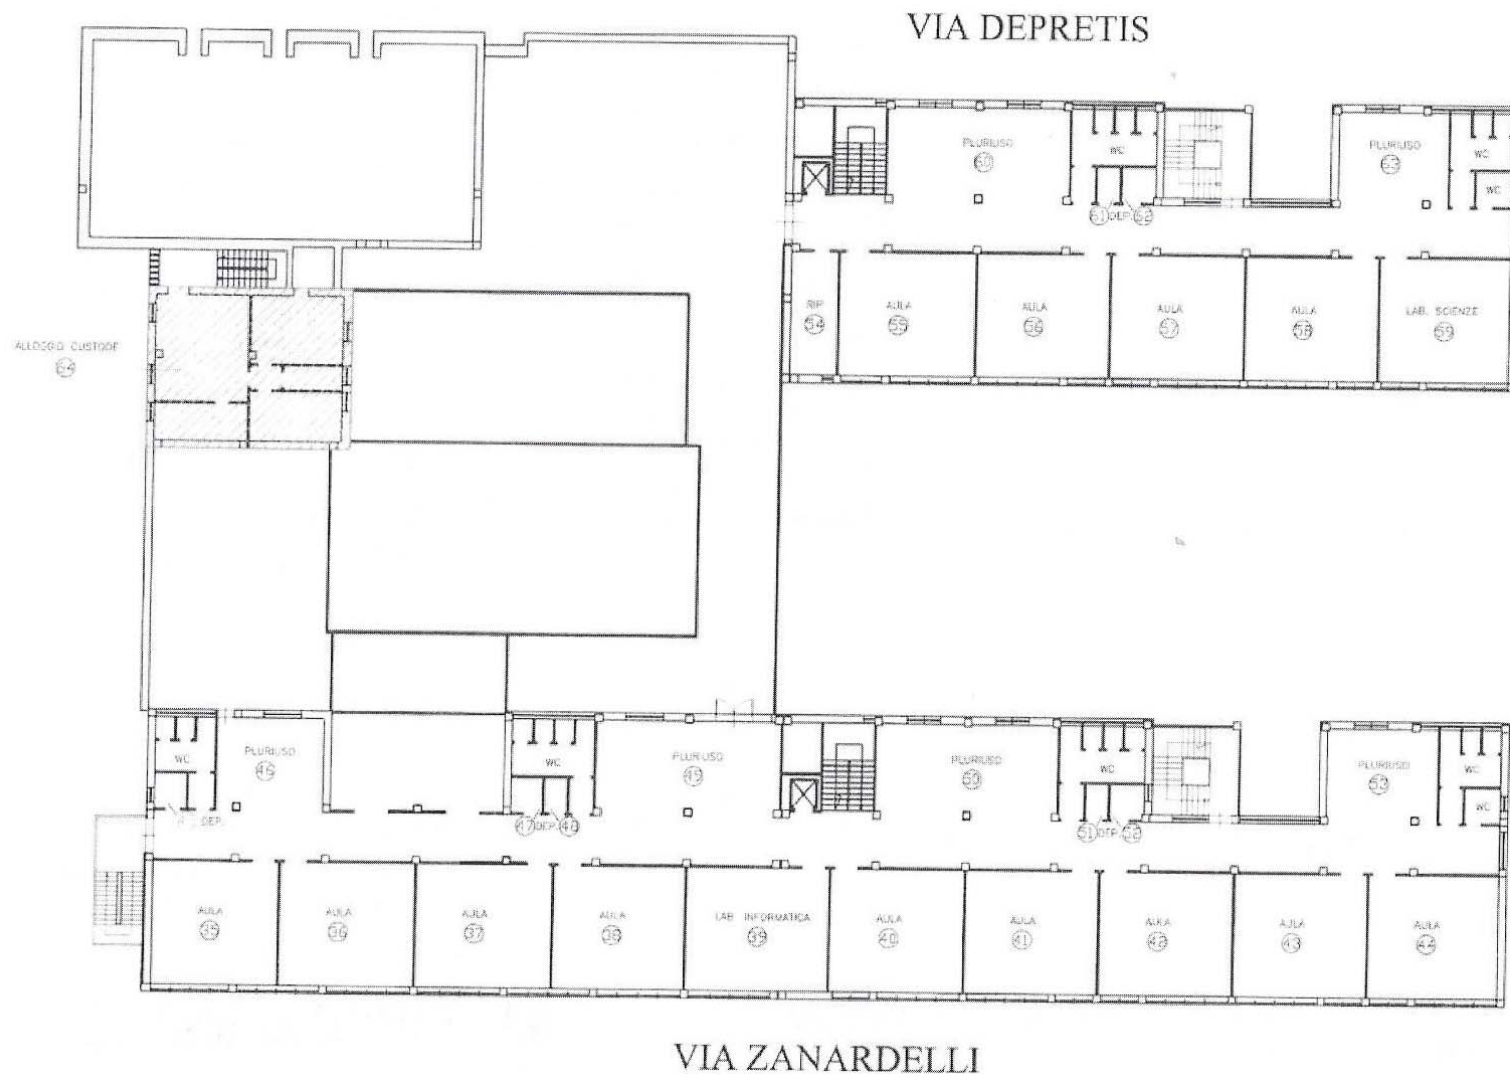 VIA DEPRETIS
PLURIUSO
60
WC
61 DEP. 62
PLURIUSO
63
WC
WC
RIP
54
AULA
55
AULA
56
AULA
57
AULA
58
LAB. SCIENZE
59
ALLOGGIO CUSTODE
64
WC
PLURIUSO
DEP.
WC
47 DEP. 48
PLURIUSO
49
PLURIUSO
50
WC
51 DEP. 52
PLURIUSO
53
WC
WC
AULA
35
AULA
36
AULA
37
AULA
38
LAB. INFORMATICA
39
AULA
40
AULA
41
AULA
42
AULA
43
AULA
44
VIA ZANARDELLI